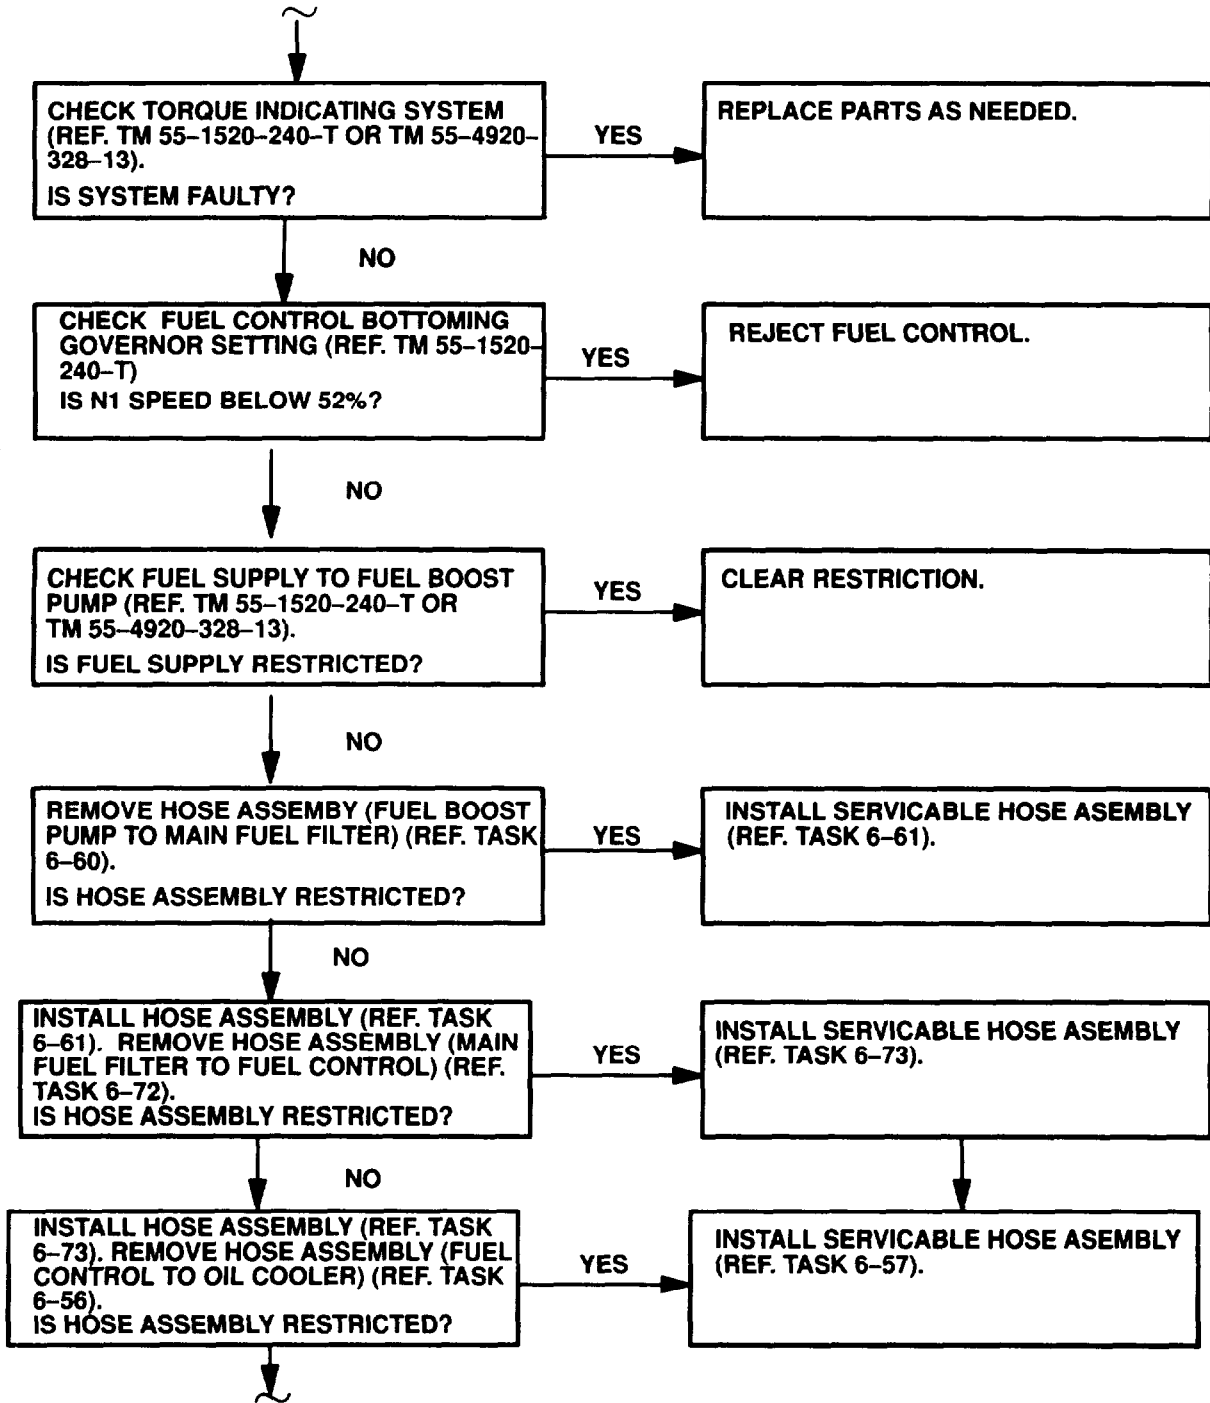 CHECK TORQUE INDICATING SYSTEM
(REF. TM 55–1520–240–T OR TM 55–4920–
328–13).
IS SYSTEM FAULTY?
YES
REPLACE PARTS AS NEEDED.
NO
CHECK FUEL CONTROL BOTTOMING
GOVERNOR SETTING (REF. TM 55–1520–
240–T)
IS N1 SPEED BELOW 52%?
YES
REJECT FUEL CONTROL.
NO
CHECK FUEL SUPPLY TO FUEL BOOST
PUMP (REF. TM 55–1520–240–T OR
TM 55–4920–328–13).
IS FUEL SUPPLY RESTRICTED?
YES
CLEAR RESTRICTION.
NO
REMOVE HOSE ASSEMBY (FUEL BOOST
PUMP TO MAIN FUEL FILTER) (REF. TASK
6–60).
IS HOSE ASSEMBLY RESTRICTED?
YES
INSTALL SERVICABLE HOSE ASEMBLY
(REF. TASK 6–61).
NO
INSTALL HOSE ASSEMBLY (REF. TASK
6–61). REMOVE HOSE ASSEMBLY (MAIN
FUEL FILTER TO FUEL CONTROL) (REF.
TASK 6–72).
IS HOSE ASSEMBLY RESTRICTED?
YES
INSTALL SERVICABLE HOSE ASEMBLY
(REF. TASK 6–73).
NO
INSTALL HOSE ASSEMBLY (REF. TASK
6–73). REMOVE HOSE ASSEMBLY (FUEL
CONTROL TO OIL COOLER) (REF. TASK
6–56).
IS HOSE ASSEMBLY RESTRICTED?
YES
INSTALL SERVICABLE HOSE ASEMBLY
(REF. TASK 6–57).